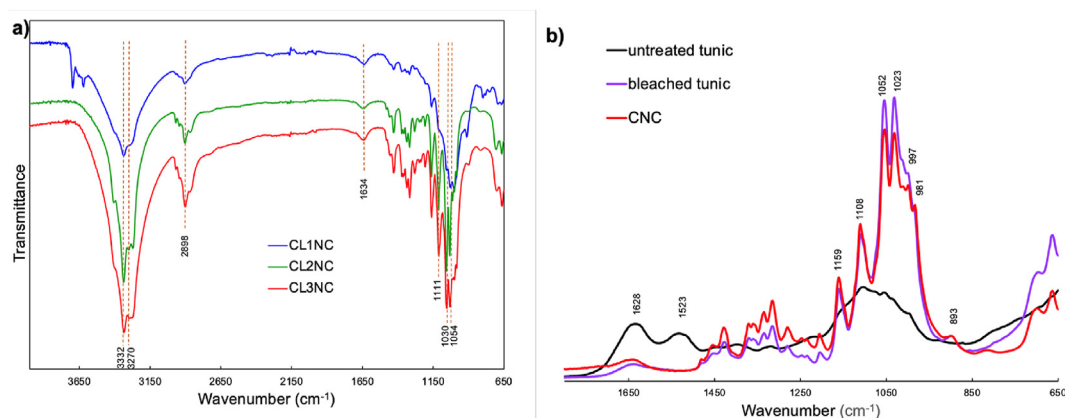 a)
Transmittance
3332
3270
2898
1634
1111
1030
1054
CL1NC
CL2NC
CL3NC
3650
3150
2650
2150
1650
1150
650
Wavenumber (cm-1)
b)
untreated tunic
bleached tunic
CNC
1628
1523
1159
1108
1052
1023
997
981
893
1650
1450
1250
1050
850
650
Wavenumber (cm-1)